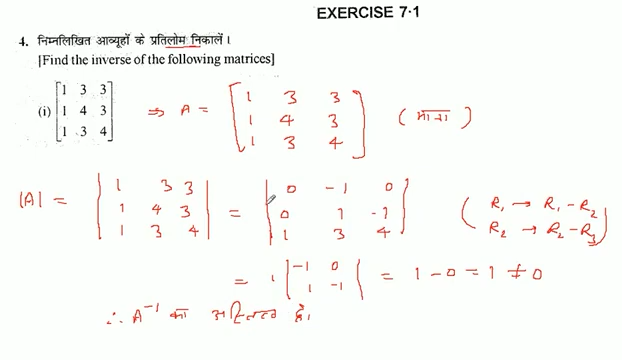 EXERCISE 7·1
4. निम्नलिखित आव्यूहों के प्रतिलोम निकालें।
[Find the inverse of the following matrices]
(i) [1 3 3
1 4 3
1 3 4]
⇒ A = [1 3 3
1 4 3
1 3 4] (माना)
|A| = |1 3 3
1 4 3
1 3 4| = |0 -1 0
0 1 -1
1 3 4| (R₁ → R₁ - R₂
R₂ → R₂ - R₃)
= 1 |-1 0
1 -1| = 1 - 0 = 1 ≠ 0
∴ A⁻¹ का अस्तित्व है।